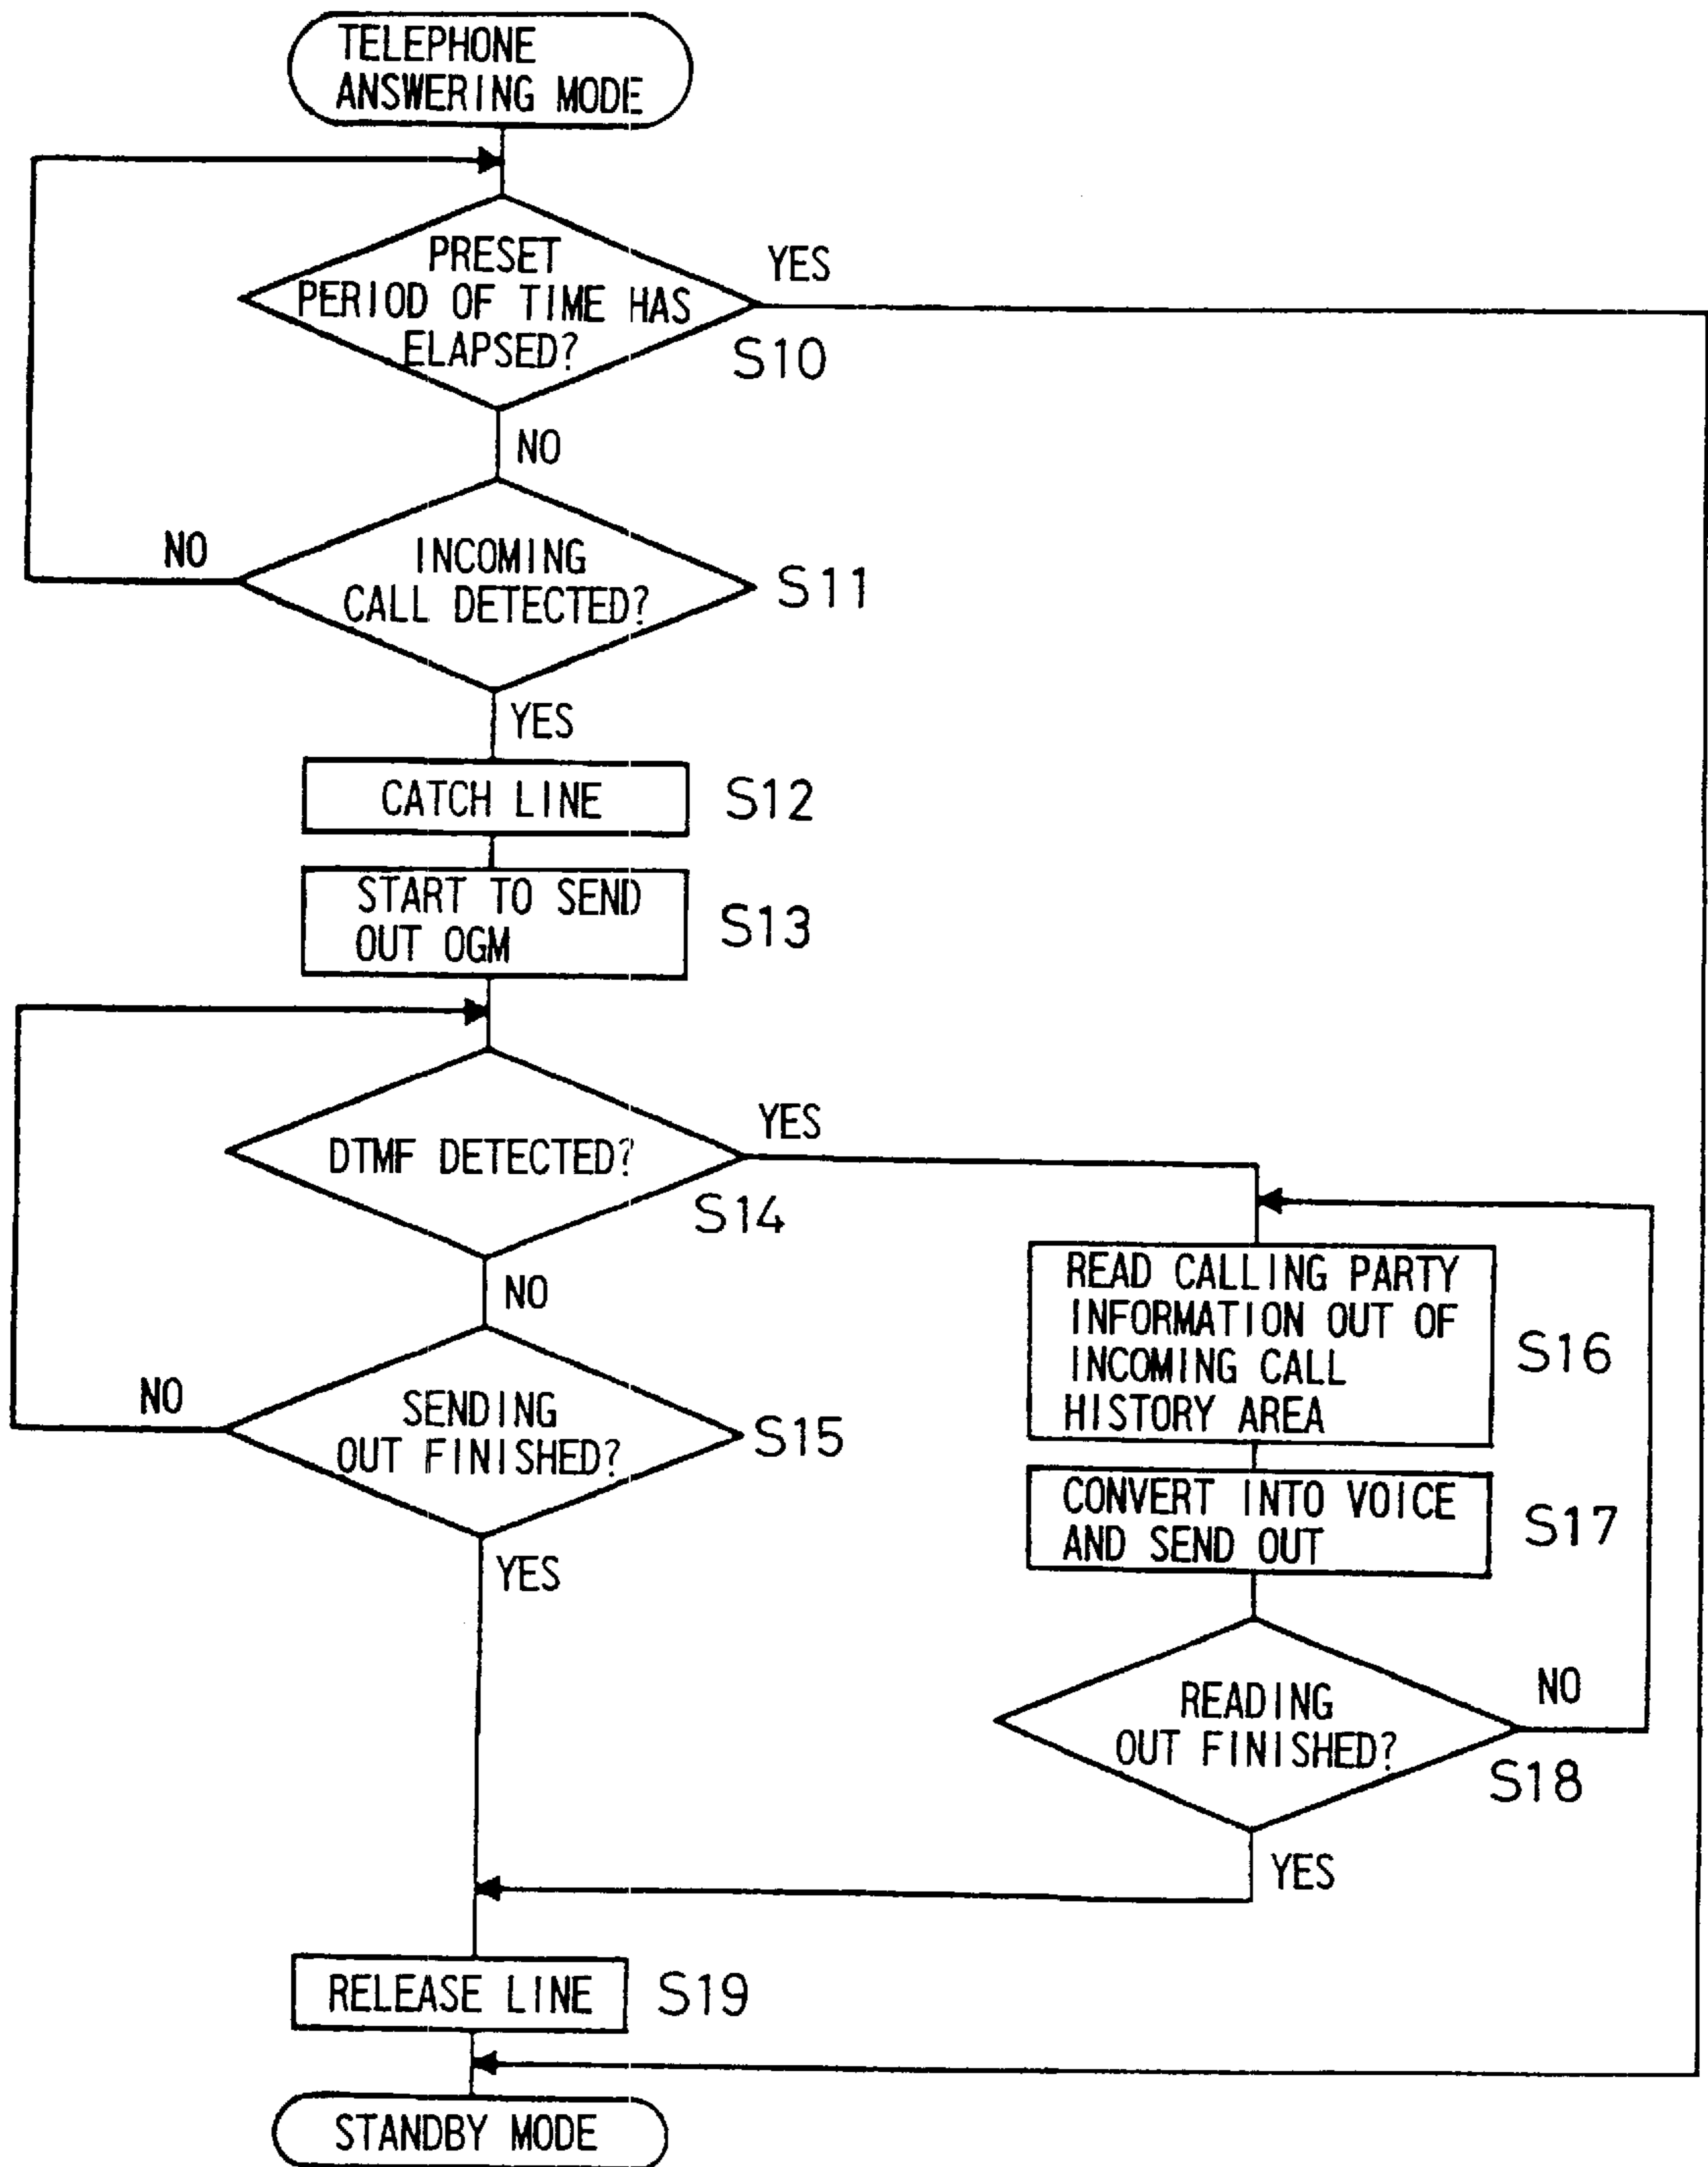 TELEPHONE
ANSWERING MODE
PRESET
PERIOD OF TIME HAS
ELAPSED?
YES
S10
NO
INCOMING
CALL DETECTED?
NO
S11
YES
CATCH LINE
S12
START TO SEND
OUT OGM
S13
DTMF DETECTED?
YES
S14
NO
SENDING
OUT FINISHED?
NO
S15
YES
READ CALLING PARTY
INFORMATION OUT OF
INCOMING CALL
HISTORY AREA
S16
CONVERT INTO VOICE
AND SEND OUT
S17
READING
OUT FINISHED?
NO
S18
YES
RELEASE LINE
S19
STANDBY MODE